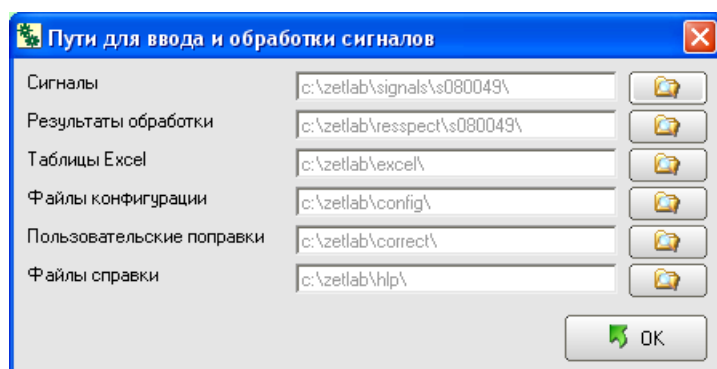 Пути для ввода и обработки сигналов
Сигналы c:\zetlab\signals\s080049\
Результаты обработки c:\zetlab\resspect\s080049\
Таблицы Excel c:\zetlab\excel\
Файлы конфигурации c:\zetlab\config\
Пользовательские поправки c:\zetlab\correct\
Файлы справки c:\zetlab\hlp\
OK